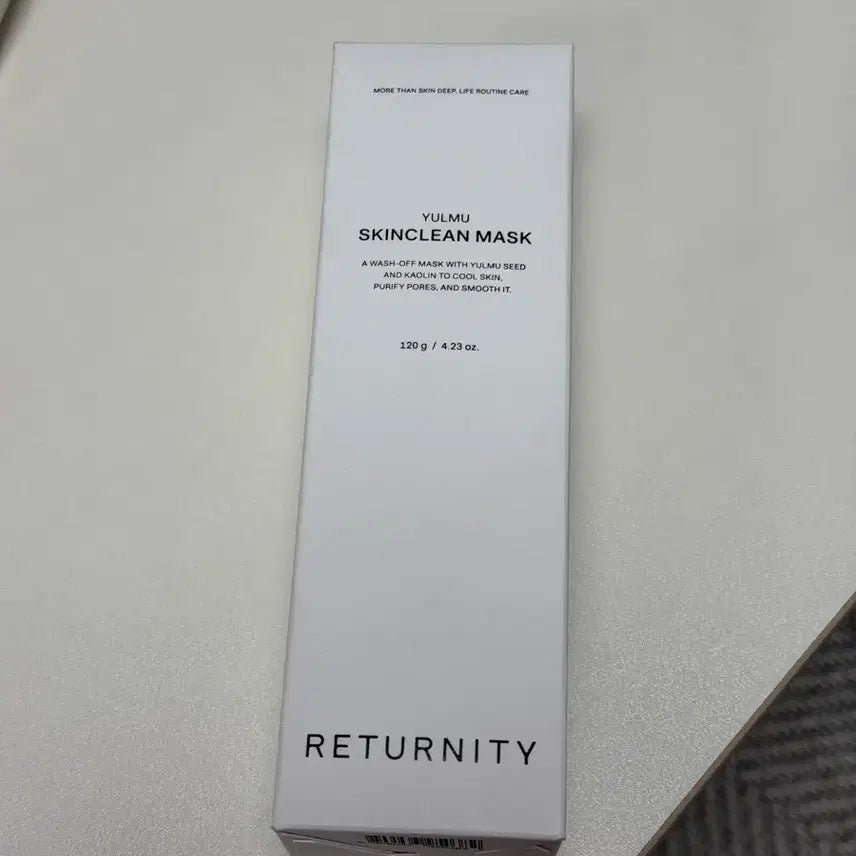 MORE THAN SKIN DEEP, LIFE ROUTINE CARE
YULMU
SKINCLEAN MASK
A WASH-OFF MASK WITH YULMU SEED
AND KAOLIN TO COOL SKIN,
PURIFY PORES, AND SMOOTH IT.
120 g / 4.23 oz.
RETURNITY